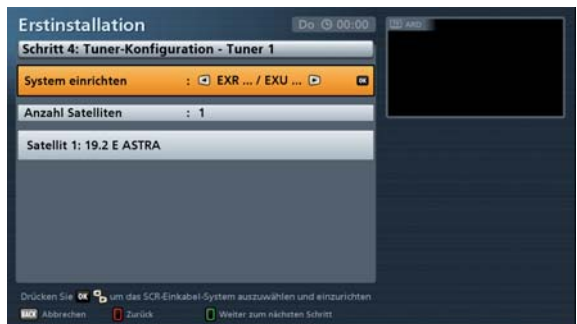 Erstinstallation
Do 00:00
ARD
Schritt 4: Tuner-Konfiguration - Tuner 1
System einrichten : EXR ... / EXU ... OK
Anzahl Satelliten : 1
Satellit 1: 19.2 E ASTRA
Drücken Sie OK um das SCR-Einkabel-System auszuwählen und einzurichten
BACK Abbrechen Zurück Weiter zum nächsten Schritt